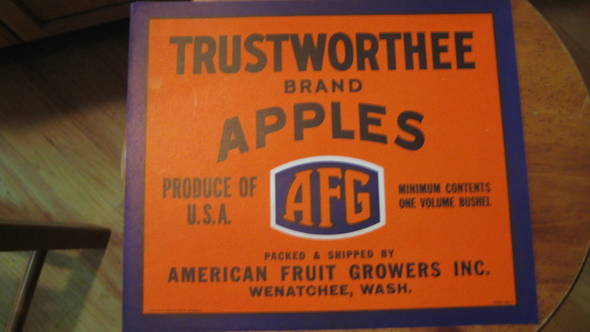 TRUSTWORTHEE
BRAND
APPLES
PRODUCE OF
U.S.A.
AFG
MINIMUM CONTENTS
ONE VOLUME BUSHEL
PACKED & SHIPPED BY
AMERICAN FRUIT GROWERS INC.
WENATCHEE, WASH.